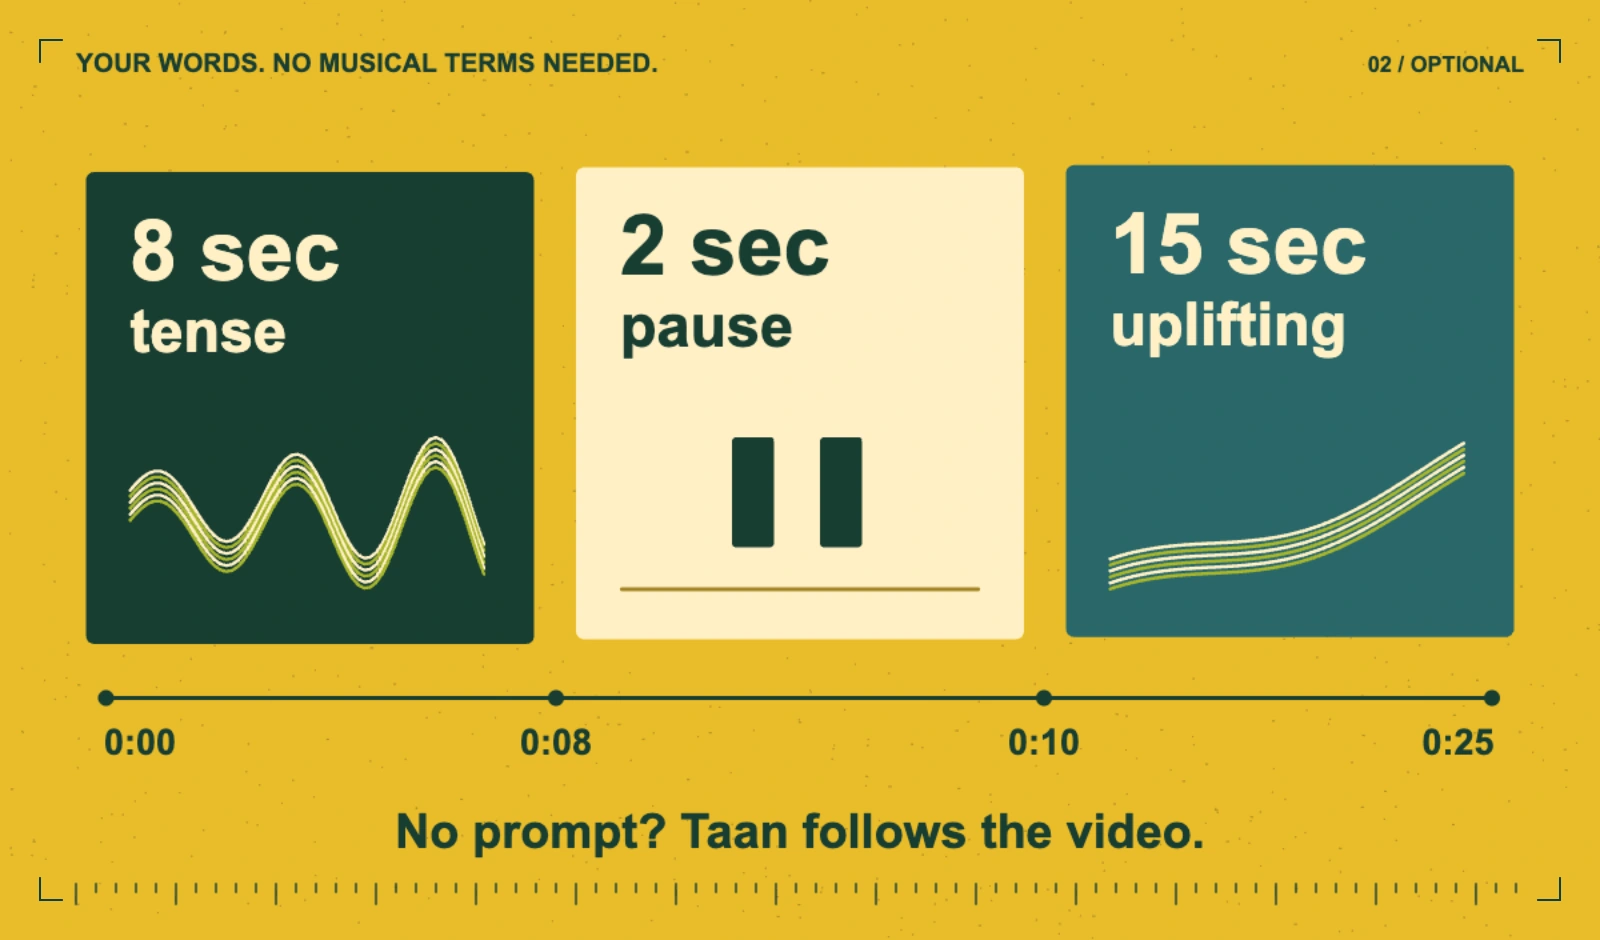 YOUR WORDS. NO MUSICAL TERMS NEEDED.
02 / OPTIONAL
8 sec
tense
2 sec
pause
15 sec
uplifting
0:00
0:08
0:10
0:25
No prompt? Taan follows the video.